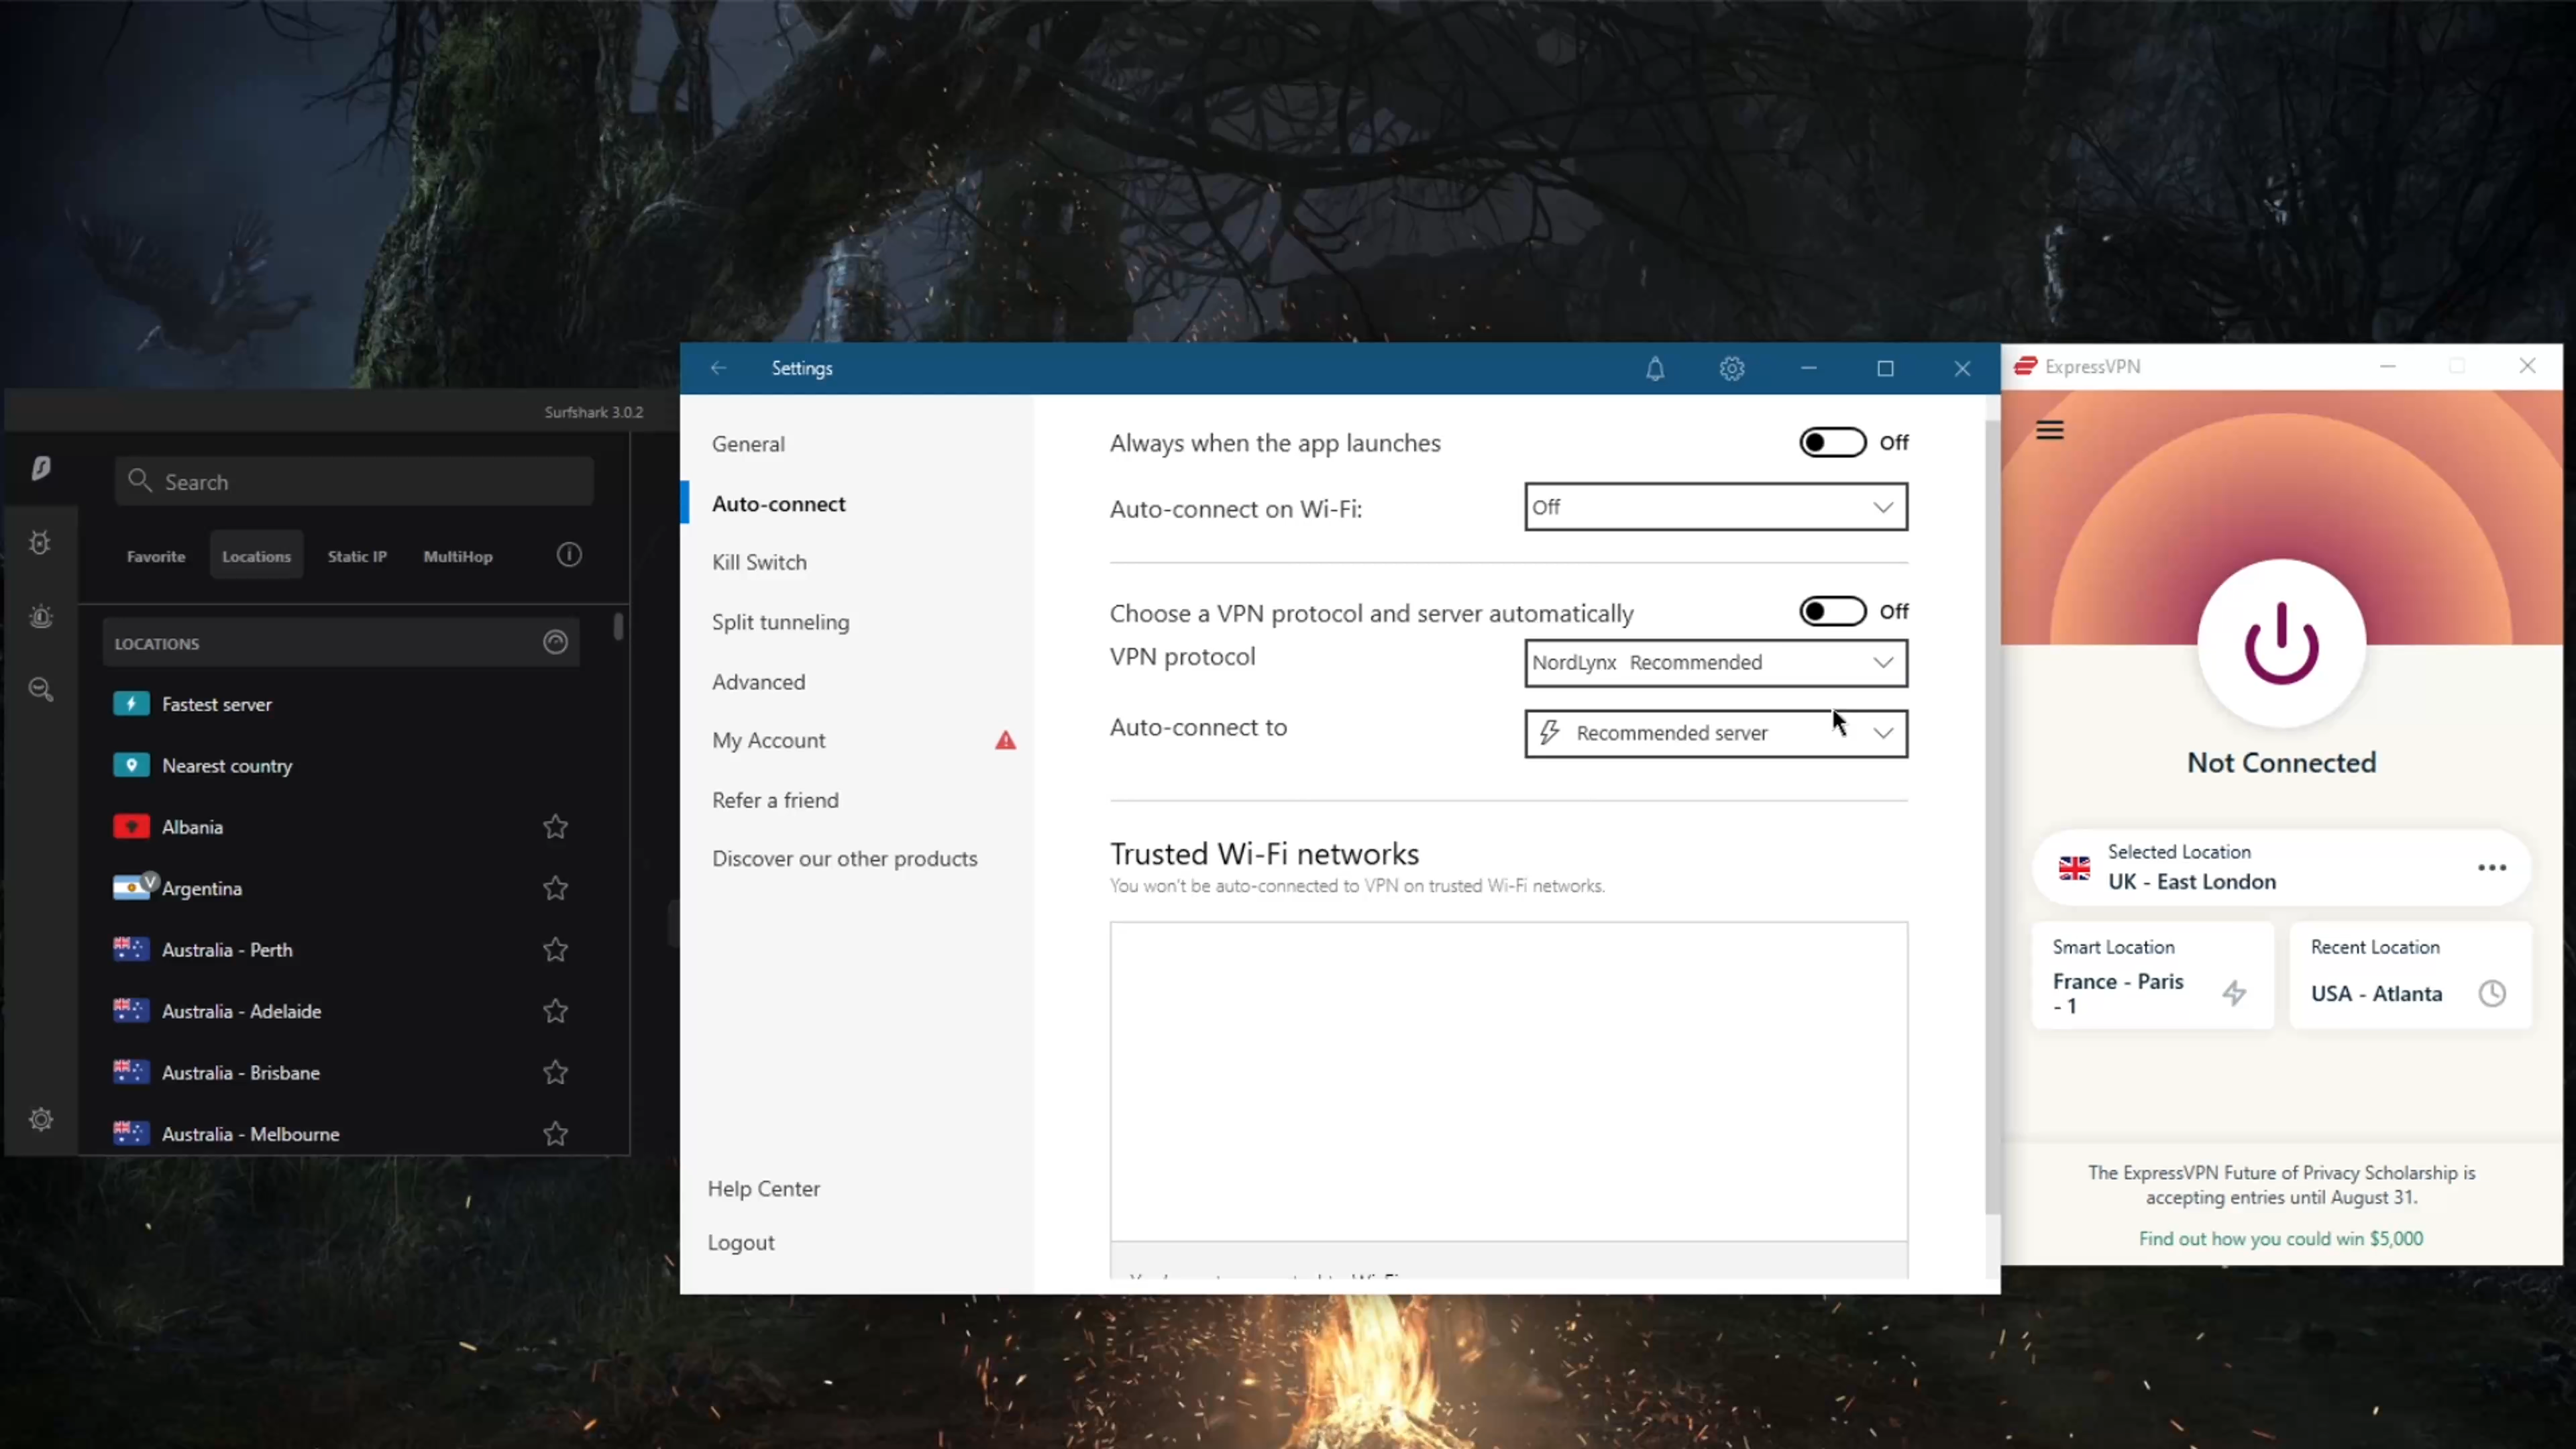 Surfshark 3.0.2
Search
Favorite
Locations
Static IP
MultiHop
LOCATIONS
Fastest server
Nearest country
Albania
V
Argentina
Australia - Perth
Australia - Adelaide
Australia - Brisbane
Australia - Melbourne
Settings
General
Auto-connect
Kill Switch
Split tunneling
Advanced
My Account
Refer a friend
Discover our other products
Help Center
Logout
Always when the app launches
Off
Auto-connect on Wi-Fi:
Off
Choose a VPN protocol and server automatically
Off
VPN protocol
NordLynx Recommended
Auto-connect to
Recommended server
Trusted Wi-Fi networks
You won't be auto-connected to VPN on trusted Wi-Fi networks.
ExpressVPN
Not Connected
Selected Location
UK - East London
Smart Location
France - Paris
- 1
Recent Location
USA - Atlanta
The ExpressVPN Future of Privacy Scholarship is
accepting entries until August 31.
Find out how you could win $5,000